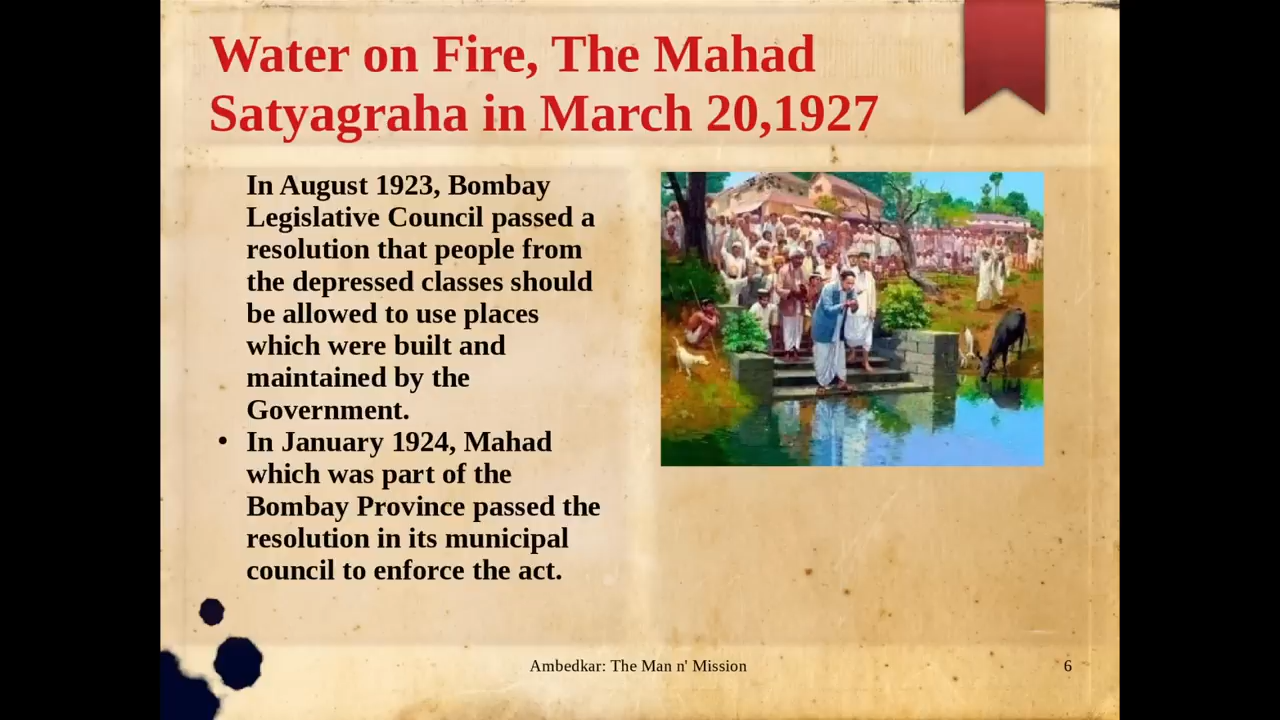 Water on Fire, The Mahad
Satyagraha in March 20,1927
In August 1923, Bombay
Legislative Council passed a
resolution that people from
the depressed classes should
be allowed to use places
which were built and
maintained by the
Government.
• In January 1924, Mahad
which was part of the
Bombay Province passed the
resolution in its municipal
council to enforce the act.
Ambedkar: The Man n' Mission
6